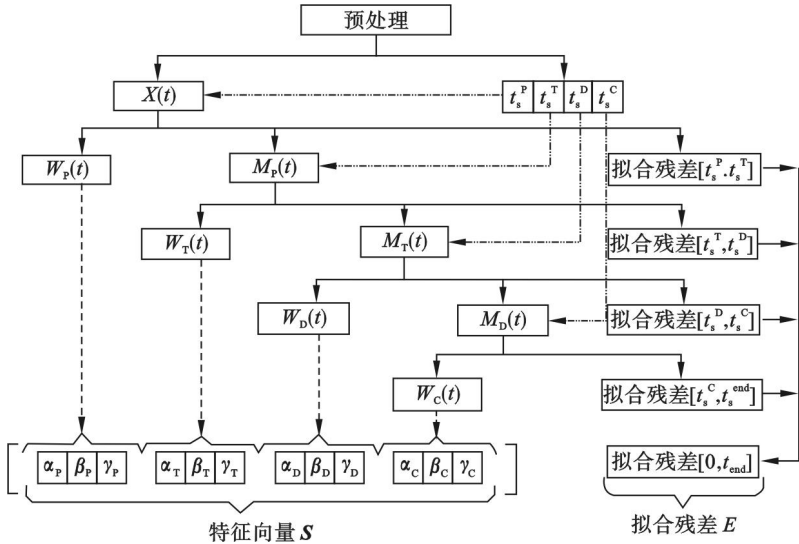 预处理
X(t)
t_s^P t_s^T t_s^D t_s^C
W_P(t)
M_P(t)
拟合残差[t_s^P.t_s^T]
W_T(t)
M_T(t)
拟合残差[t_s^T,t_s^D]
W_D(t)
M_D(t)
拟合残差[t_s^D,t_s^C]
W_C(t)
拟合残差[t_s^C,t_s^end]
α_P β_P γ_P α_T β_T γ_T α_D β_D γ_D α_C β_C γ_C
拟合残差[0,t_end]
特征向量 S
拟合残差 E